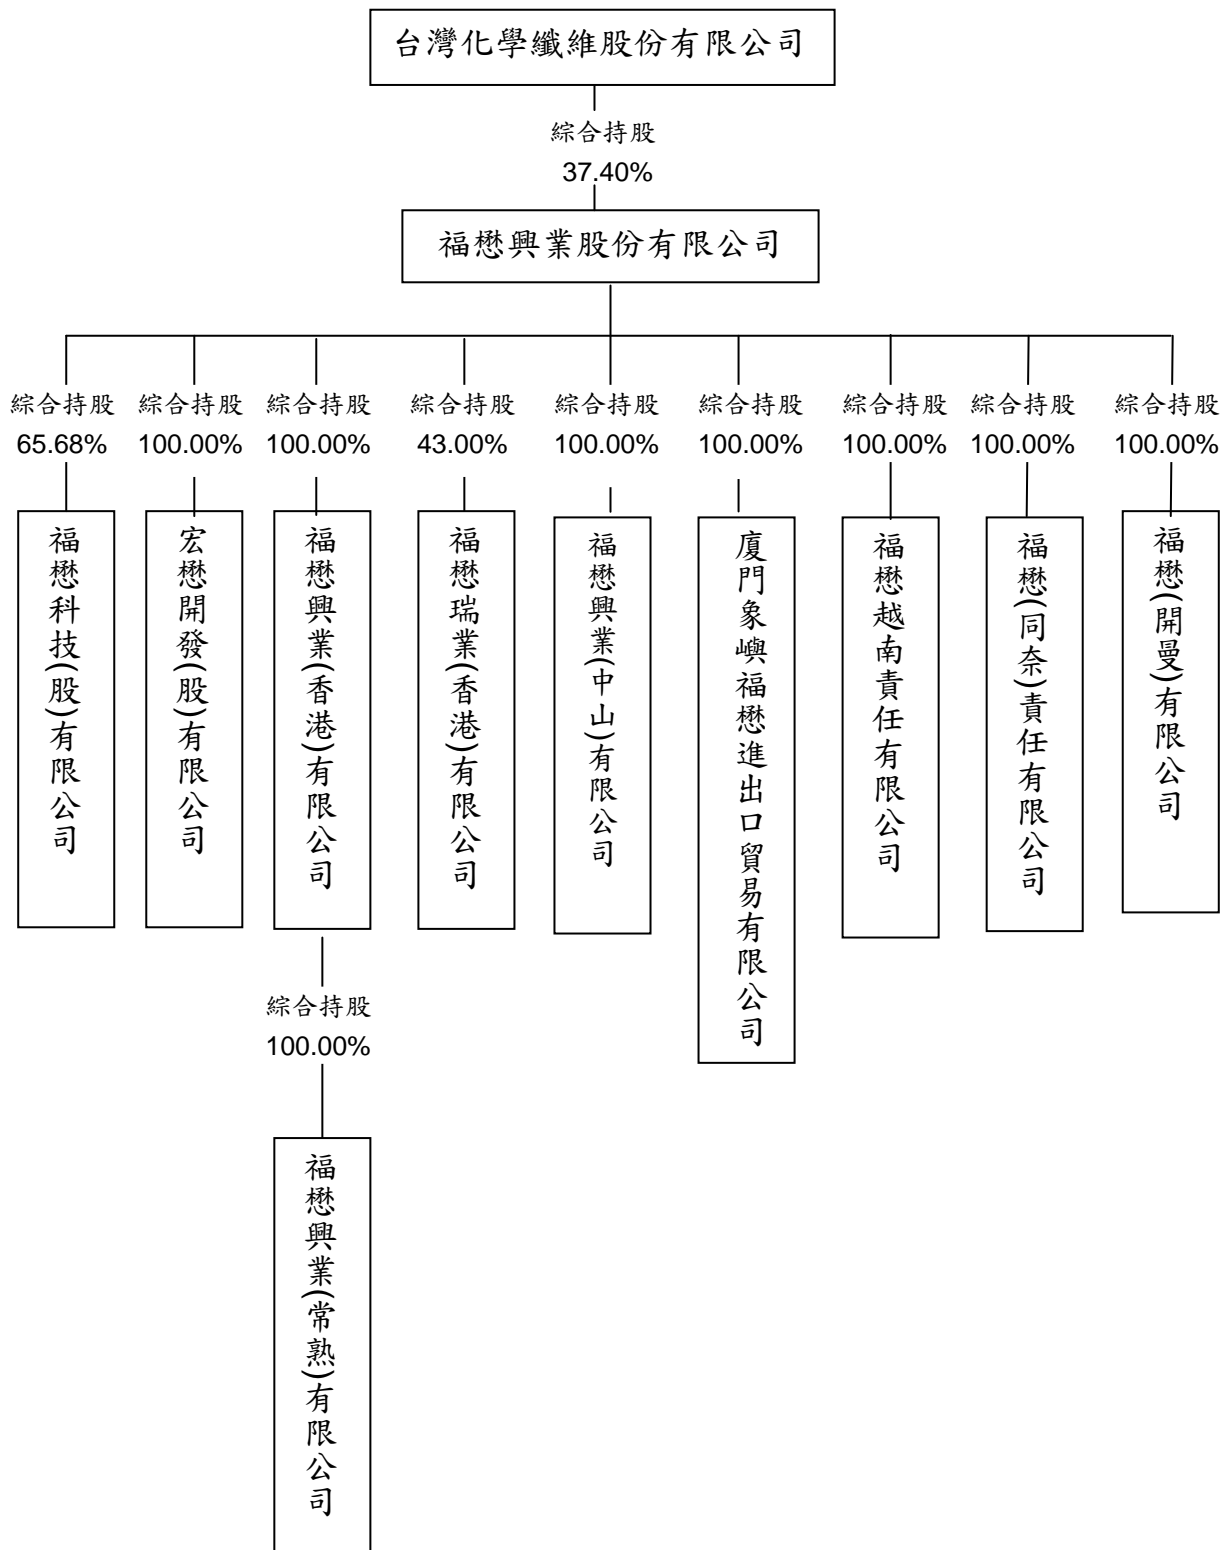 台灣化學纖維股份有限公司
綜合持股
37.40%
福懋興業股份有限公司
綜合持股
65.68%
福懋科技(股)有限公司
綜合持股
100.00%
宏懋開發(股)有限公司
綜合持股
100.00%
福懋興業(香港)有限公司
綜合持股
100.00%
福懋興業(常熟)有限公司
綜合持股
43.00%
福懋瑞業(香港)有限公司
綜合持股
100.00%
福懋興業(中山)有限公司
綜合持股
100.00%
廈門象嶼福懋進出口貿易有限公司
綜合持股
100.00%
福懋越南責任有限公司
綜合持股
100.00%
福懋(同奈)責任有限公司
綜合持股
100.00%
福懋(開曼)有限公司